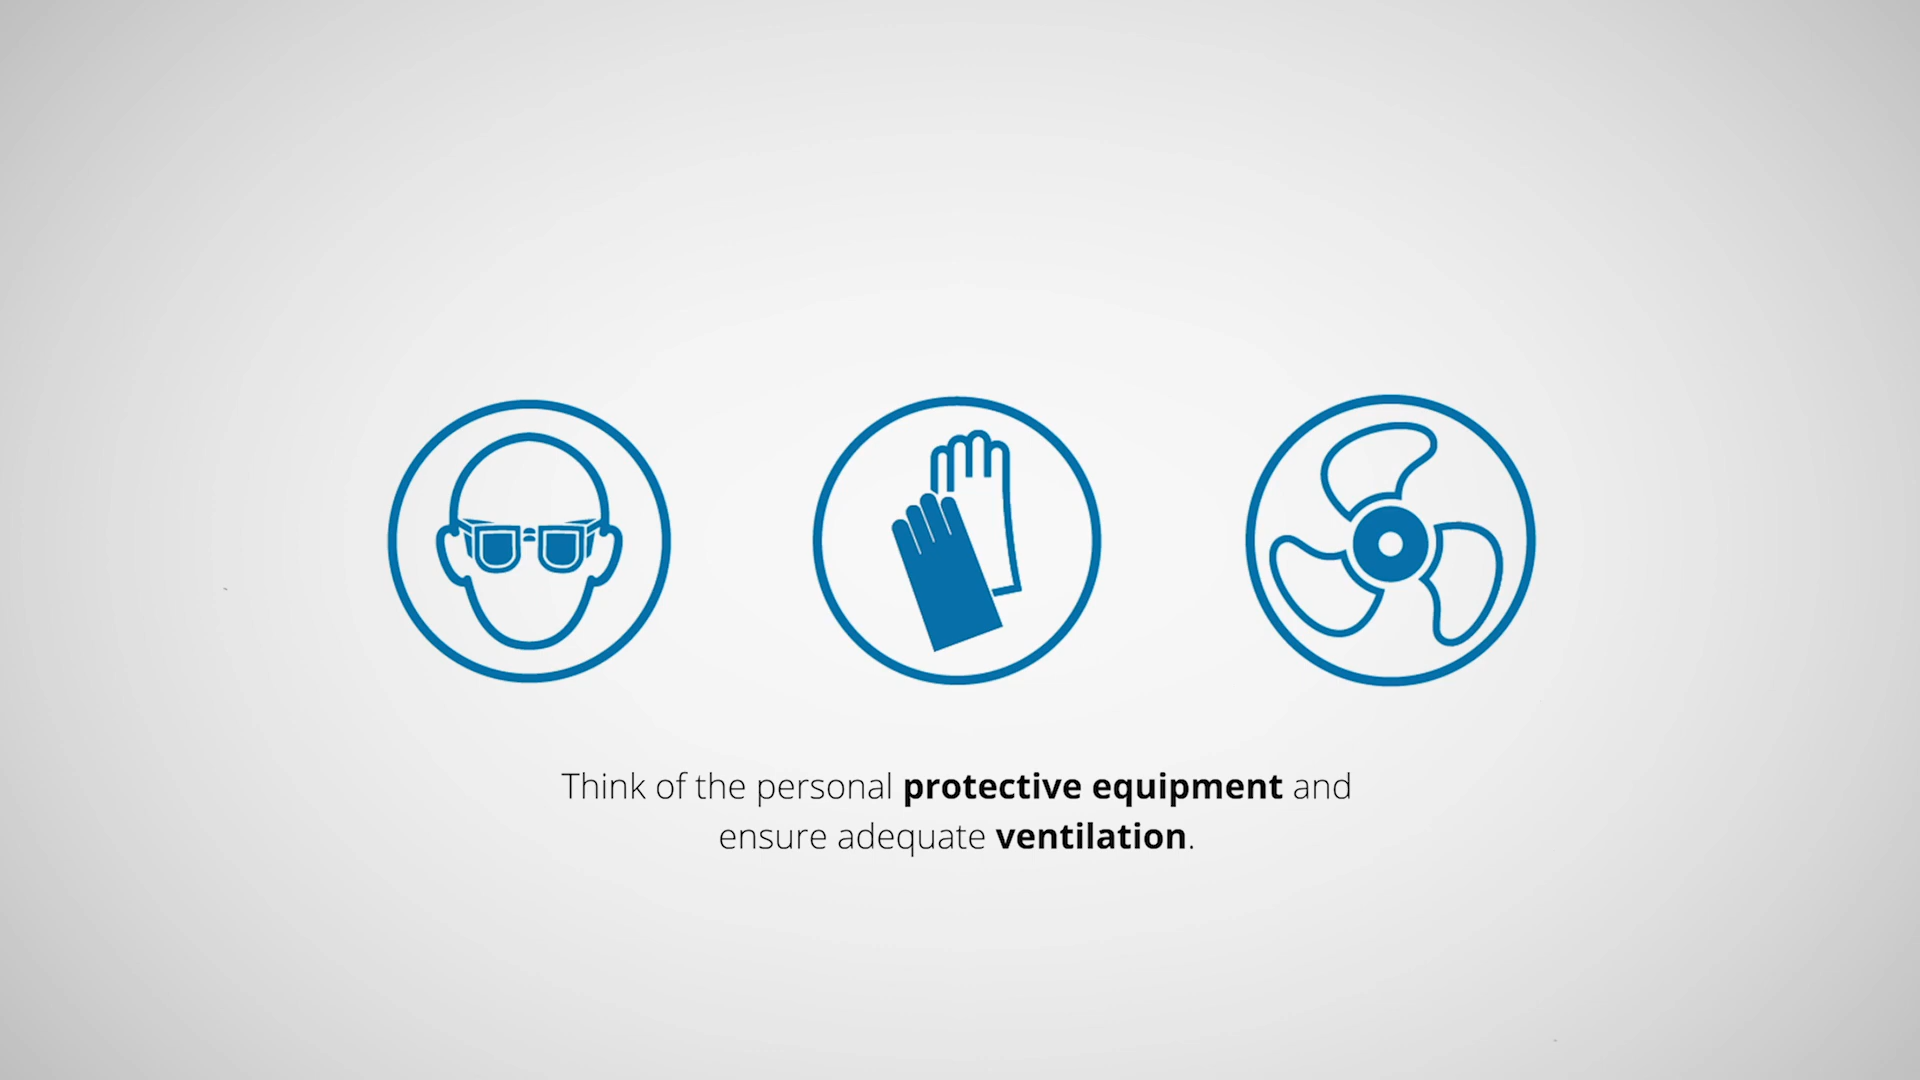 Think of the personal protective equipment and
ensure adequate ventilation.